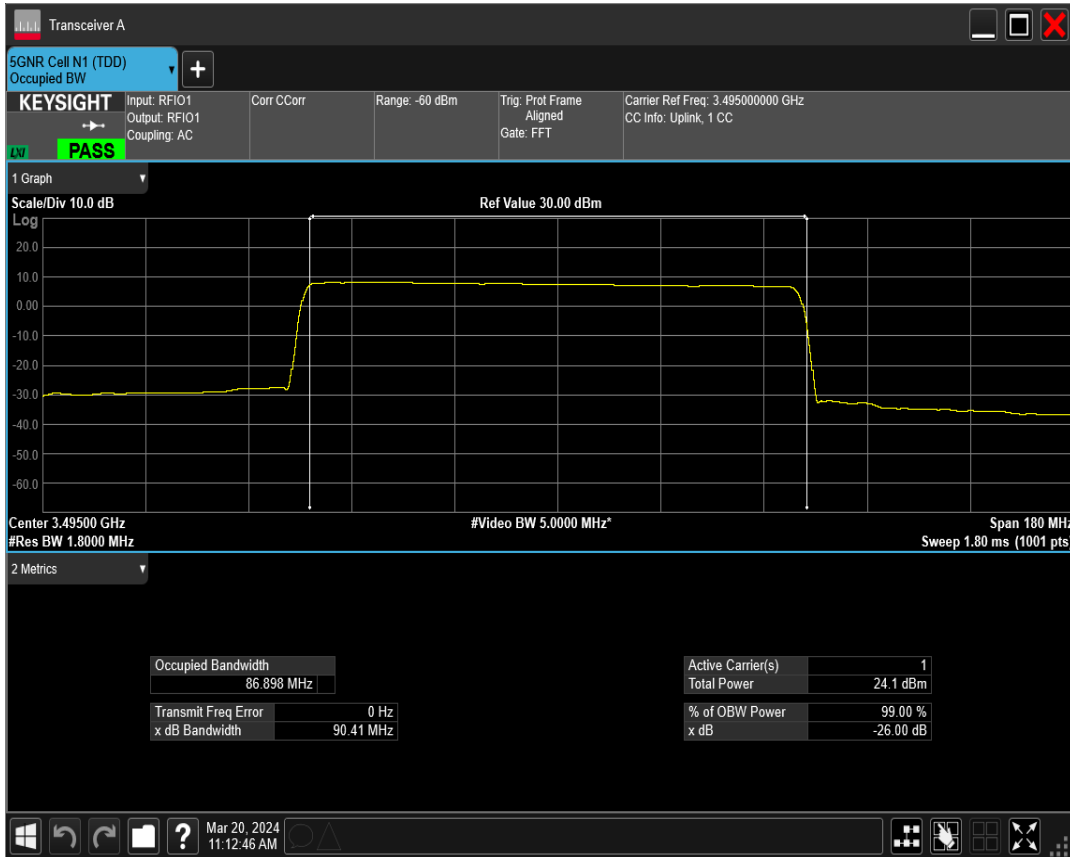 Transceiver A
5GNR Cell N1 (TDD)
Occupied BW
+
KEYSIGHT
LXI
PASS
Input: RFIO1
Output: RFIO1
Coupling: AC
Corr CCorr
Range: -60 dBm
Trig: Prot Frame
Aligned
Gate: FFT
Carrier Ref Freq: 3.495000000 GHz
CC Info: Uplink, 1 CC
1 Graph
Scale/Div 10.0 dB
Ref Value 30.00 dBm
Log
20.0
10.0
0.00
-10.0
-20.0
-30.0
-40.0
-50.0
-60.0
Center 3.49500 GHz
#Video BW 5.0000 MHz*
Span 180 MHz
#Res BW 1.8000 MHz
Sweep 1.80 ms (1001 pts)
2 Metrics
Occupied Bandwidth
86.898 MHz
Transmit Freq Error 0 Hz
x dB Bandwidth 90.41 MHz
Active Carrier(s) 1
Total Power 24.1 dBm
% of OBW Power 99.00 %
x dB -26.00 dB
?
Mar 20, 2024
11:12:46 AM